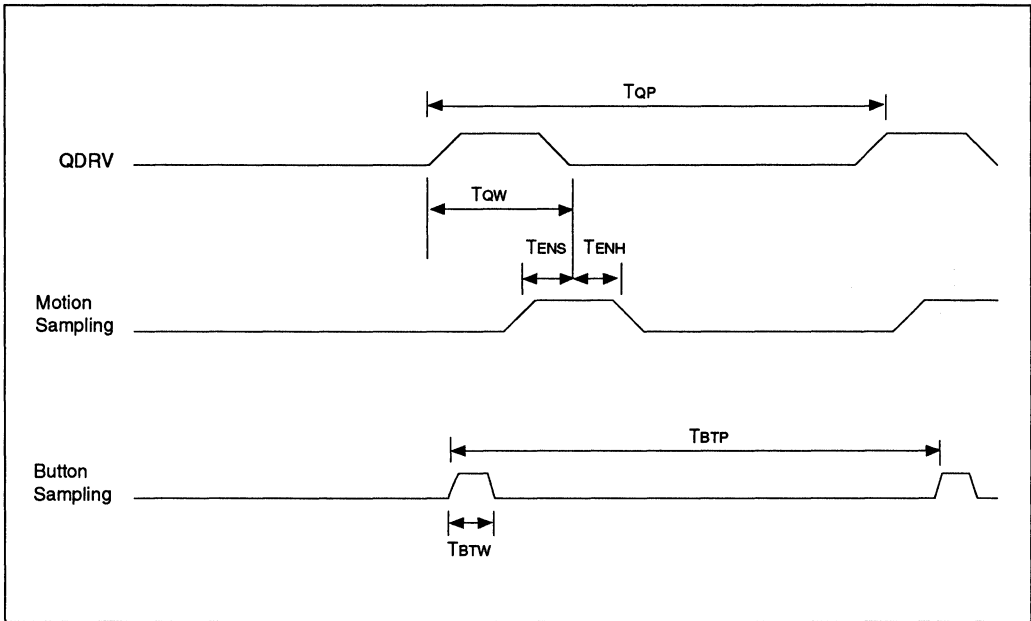 TQP
QDRV
TQW
TENS TENH
Motion
Sampling
TBTP
Button
Sampling
TBTW